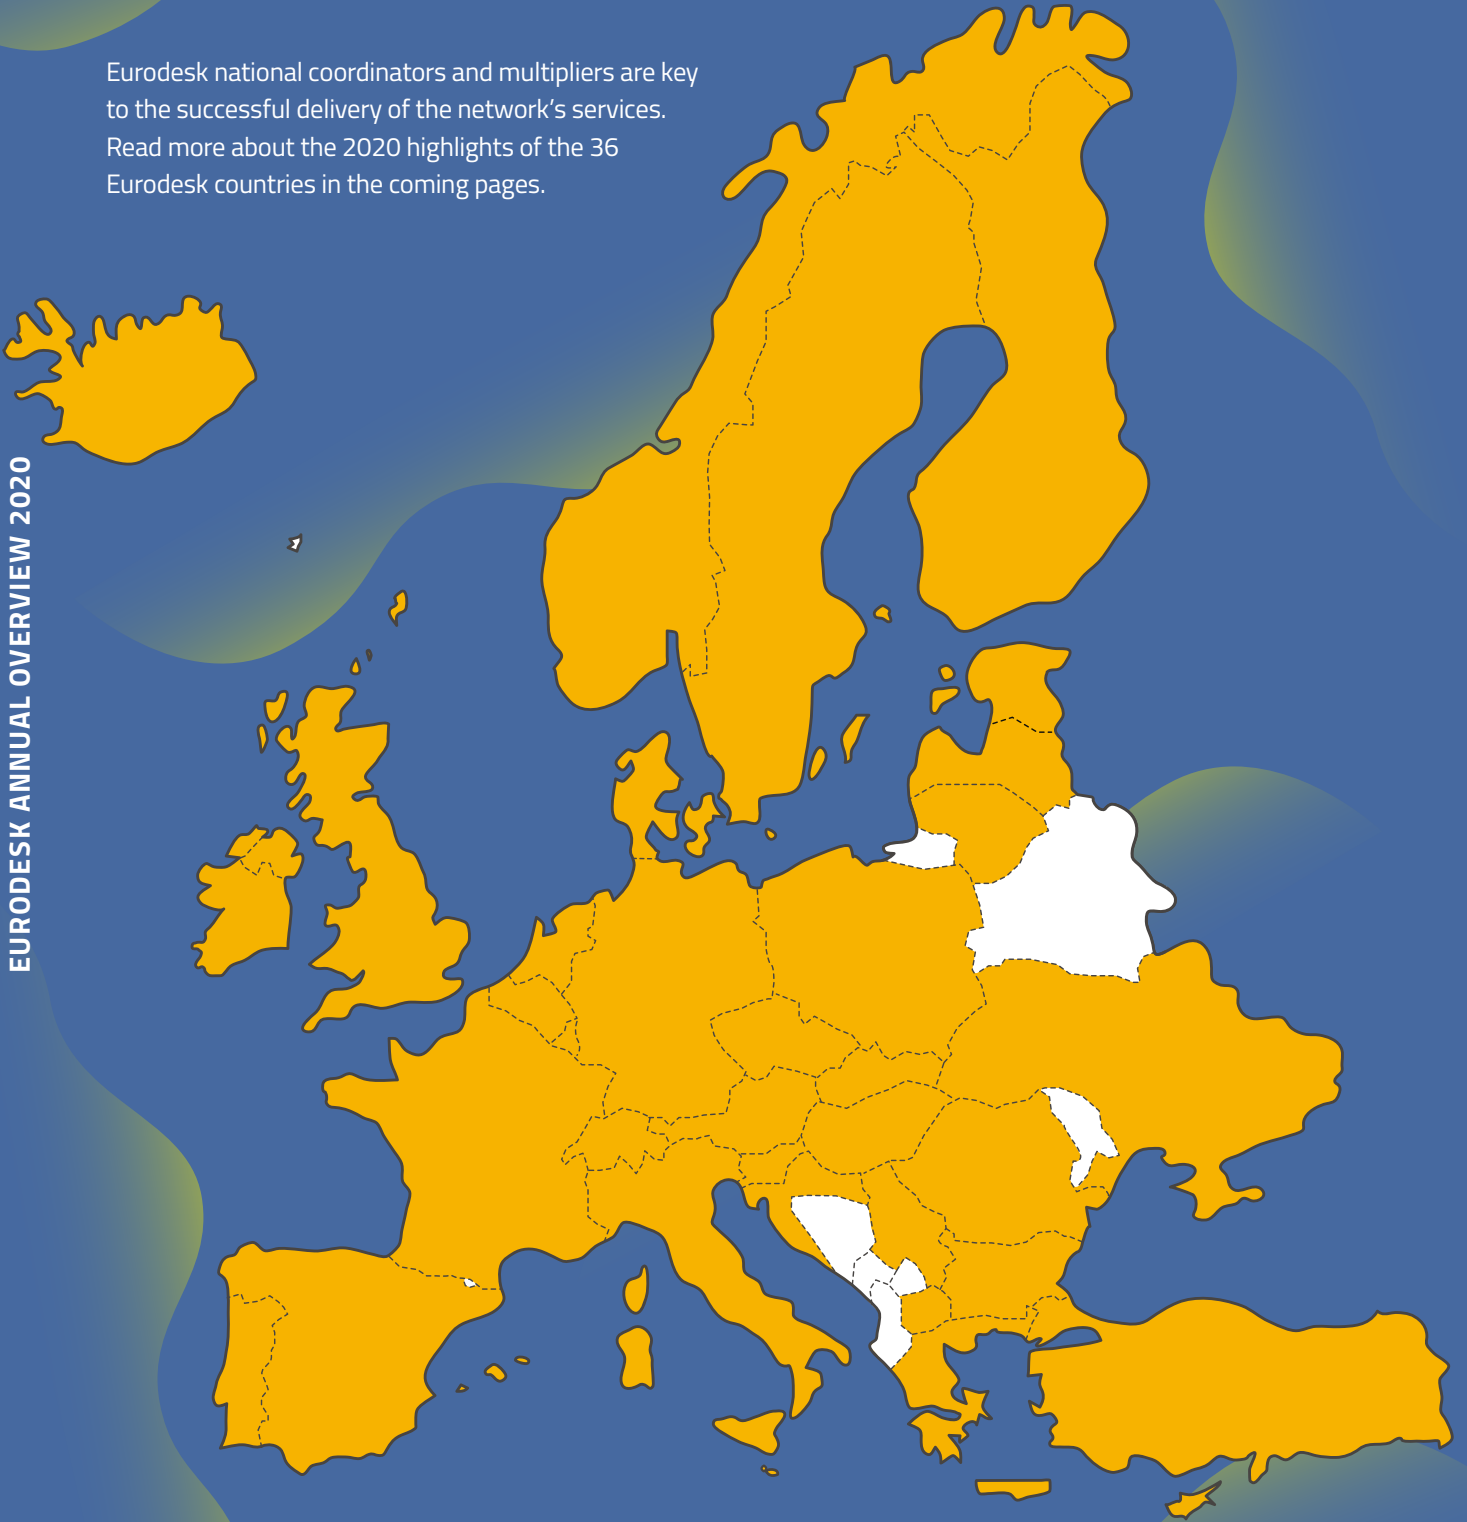 Eurodesk national coordinators and multipliers are key
to the successful delivery of the network’s services.
Read more about the 2020 highlights of the 36
Eurodesk countries in the coming pages.
EURODESK ANNUAL OVERVIEW 2020